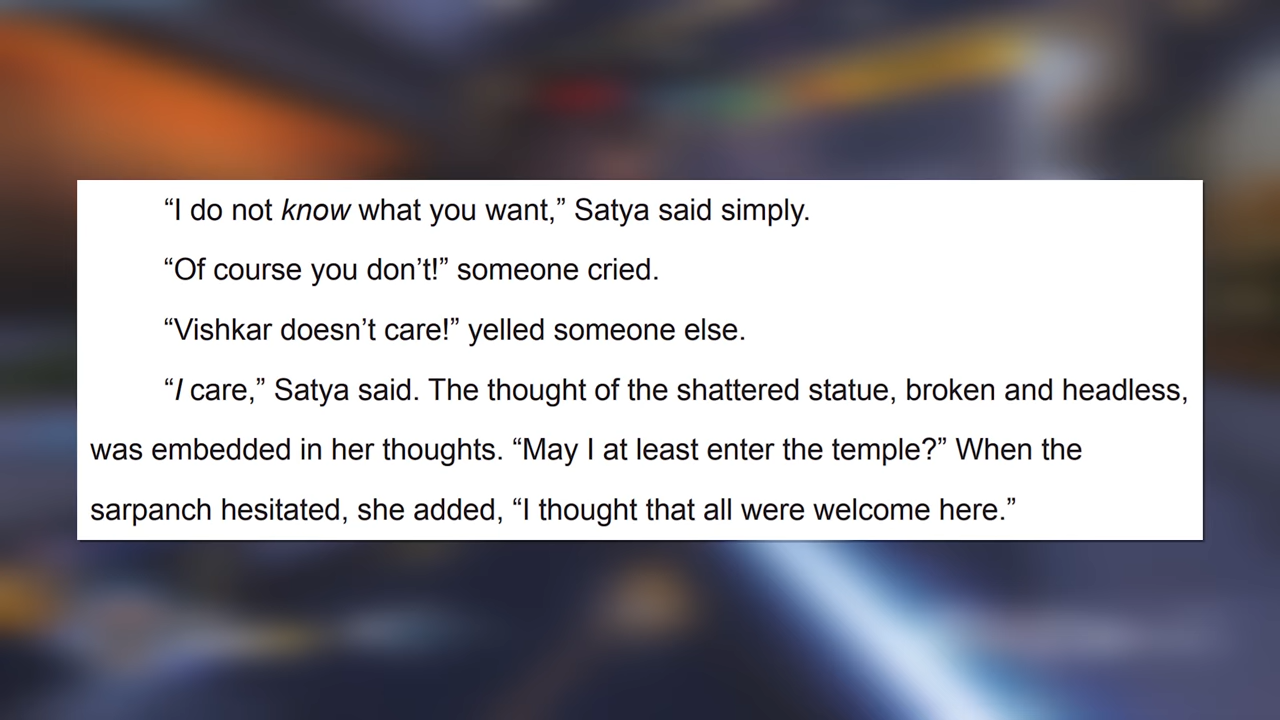 “I do not know what you want,” Satya said simply.
“Of course you don’t!” someone cried.
“Vishkar doesn’t care!” yelled someone else.
“I care,” Satya said. The thought of the shattered statue, broken and headless,
was embedded in her thoughts. “May I at least enter the temple?” When the
sarpanch hesitated, she added, “I thought that all were welcome here.”